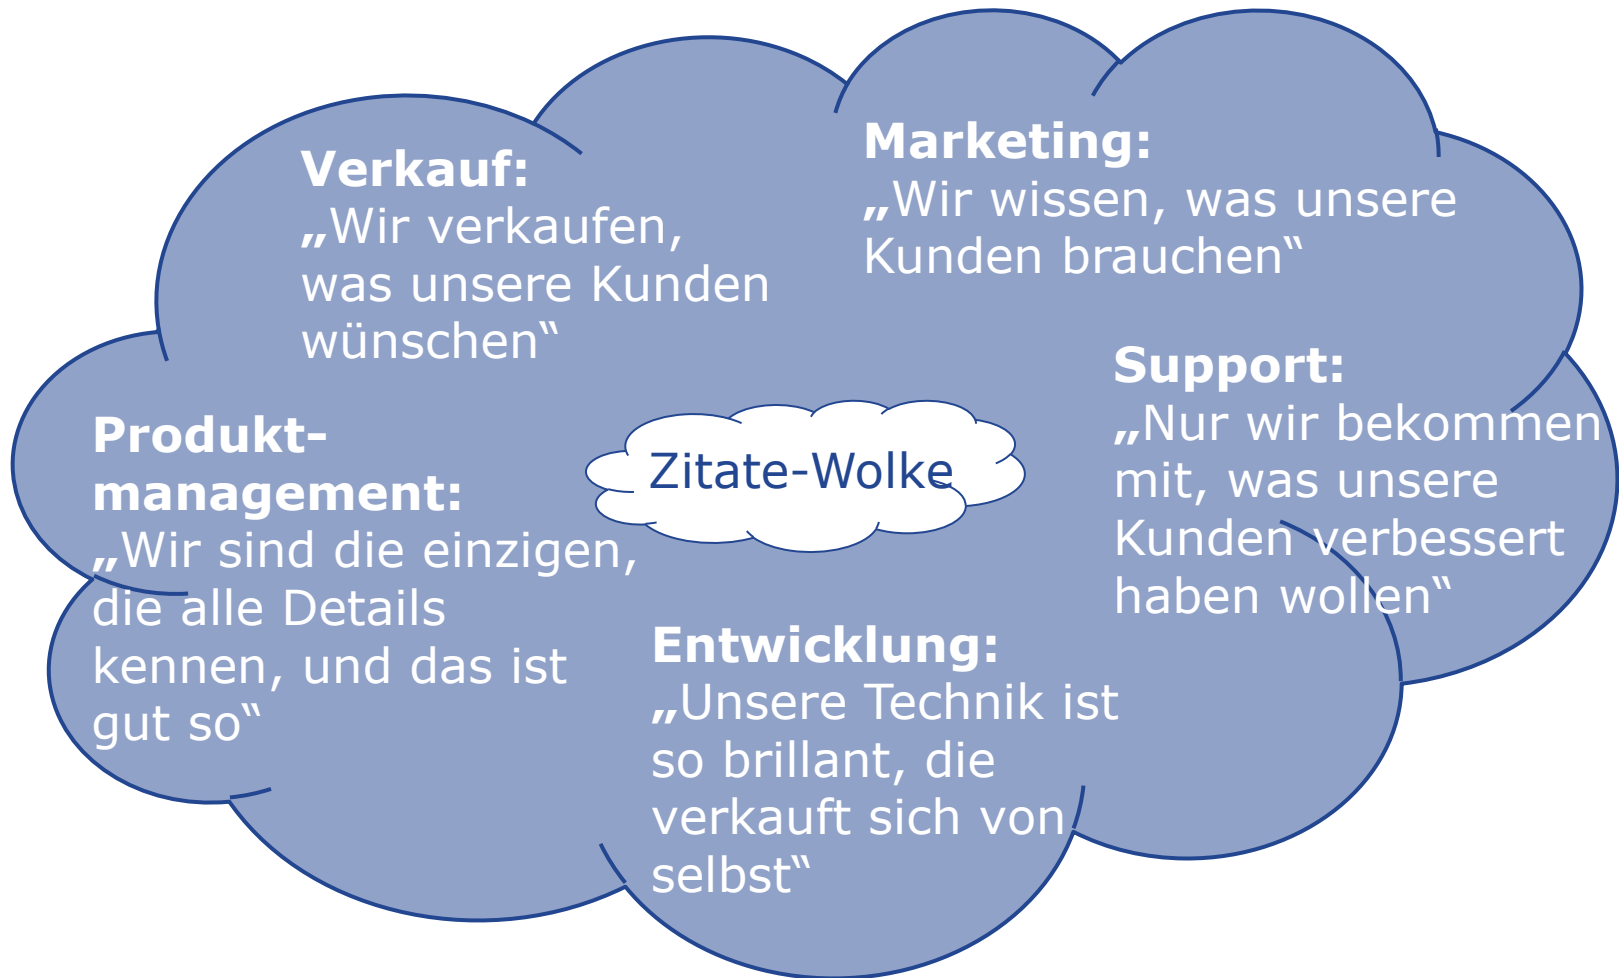 Verkauf:
„Wir verkaufen,
was unsere Kunden
wünschen“
Marketing:
„Wir wissen, was unsere
Kunden brauchen“
Support:
„Nur wir bekommen
mit, was unsere
Kunden verbessert
haben wollen“
Produkt-
management:
„Wir sind die einzigen,
die alle Details
kennen, und das ist
gut so“
Zitate-Wolke
Entwicklung:
„Unsere Technik ist
so brillant, die
verkauft sich von
selbst“